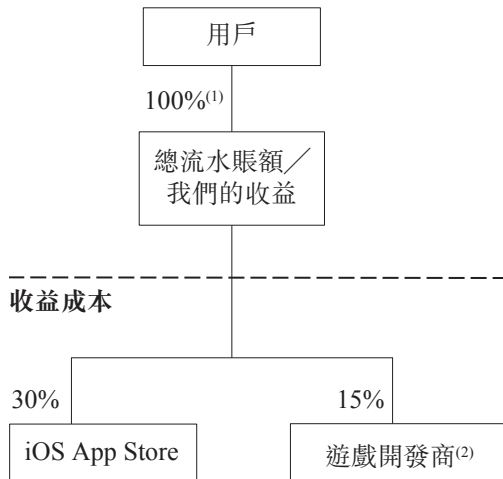 用戶
100%(1)
總流水賬額／
我們的收益
收益成本
30%
15%
iOS App Store
遊戲開發商(2)